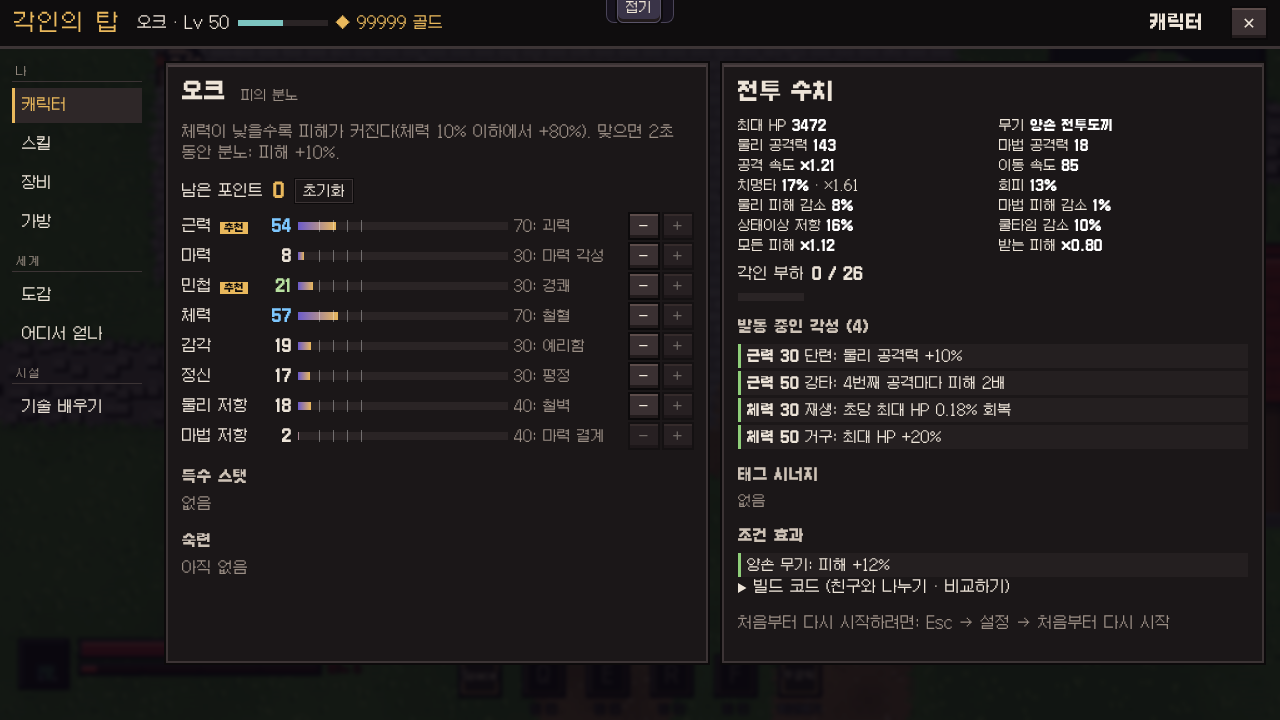 접기
각인의 탑 오크 · Lv 50 ◆ 99999 골드 캐릭터 ×
나
캐릭터
스킬
장비
가방
세계
도감
어디서 얻나
시설
기술 배우기
오크 피의 분노
체력이 낮을수록 피해가 커진다(체력 10% 이하에서 +80%). 맞으면 2초
동안 분노: 피해 +10%.
남은 포인트 0 초기화
근력 추천 54 70: 괴력 − +
마력 8 30: 마력 각성 − +
민첩 추천 21 30: 경쾌 − +
체력 57 70: 철혈 − +
감각 19 30: 예리함 − +
정신 17 30: 평정 − +
물리 저항 18 40: 철벽 − +
마법 저항 2 40: 마력 결계 − +
특수 스탯
없음
숙련
아직 없음
전투 수치
최대 HP 3472 무기 양손 전투도끼
물리 공격력 143 마법 공격력 18
공격 속도 ×1.21 이동 속도 85
치명타 17% · ×1.61 회피 13%
물리 피해 감소 8% 마법 피해 감소 1%
상태이상 저항 16% 쿨타임 감소 10%
모든 피해 ×1.12 받는 피해 ×0.80
각인 부하 0 / 26
발동 중인 각성 (4)
근력 30 단련: 물리 공격력 +10%
근력 50 강타: 4번째 공격마다 피해 2배
체력 30 재생: 초당 최대 HP 0.18% 회복
체력 50 거구: 최대 HP +20%
태그 시너지
없음
조건 효과
양손 무기: 피해 +12%
▶ 빌드 코드 (친구와 나누기 · 비교하기)
처음부터 다시 시작하려면: Esc → 설정 → 처음부터 다시 시작